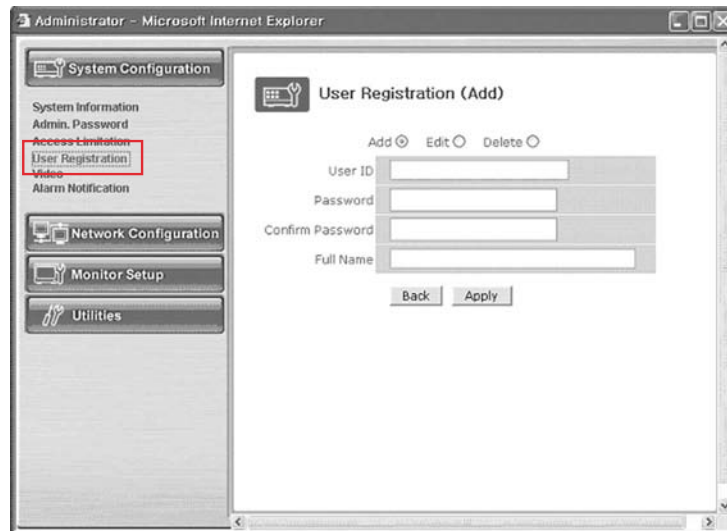 Administrator - Microsoft Internet Explorer
System Configuration
System Information
Admin. Password
Access Limitation
User Registration
Video
Alarm Notification
Network Configuration
Monitor Setup
Utilities
User Registration (Add)
Add Edit Delete
User ID
Password
Confirm Password
Full Name
Back Apply